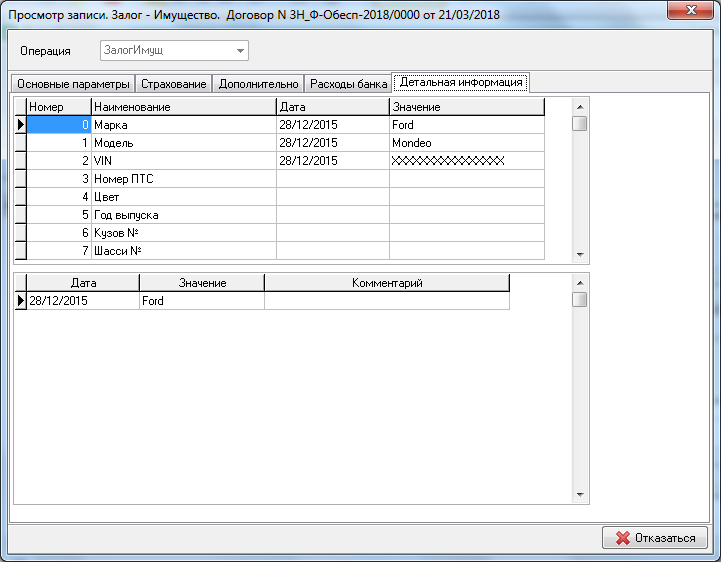 Просмотр записи. Залог - Имущество. Договор N ЗН_Ф-Обесп-2018/0000 от 21/03/2018
Операция ЗалогИмущ
Основные параметры Страхование Дополнительно Расходы банка Детальная информация
Номер Наименование Дата Значение
0 Марка 28/12/2015 Ford
1 Модель 28/12/2015 Mondeo
2 VIN 28/12/2015 XXXXXXXXXXXXXXX
3 Номер ПТС
4 Цвет
5 Год выпуска
6 Кузов №
7 Шасси №
Дата Значение Комментарий
28/12/2015 Ford
Отказаться